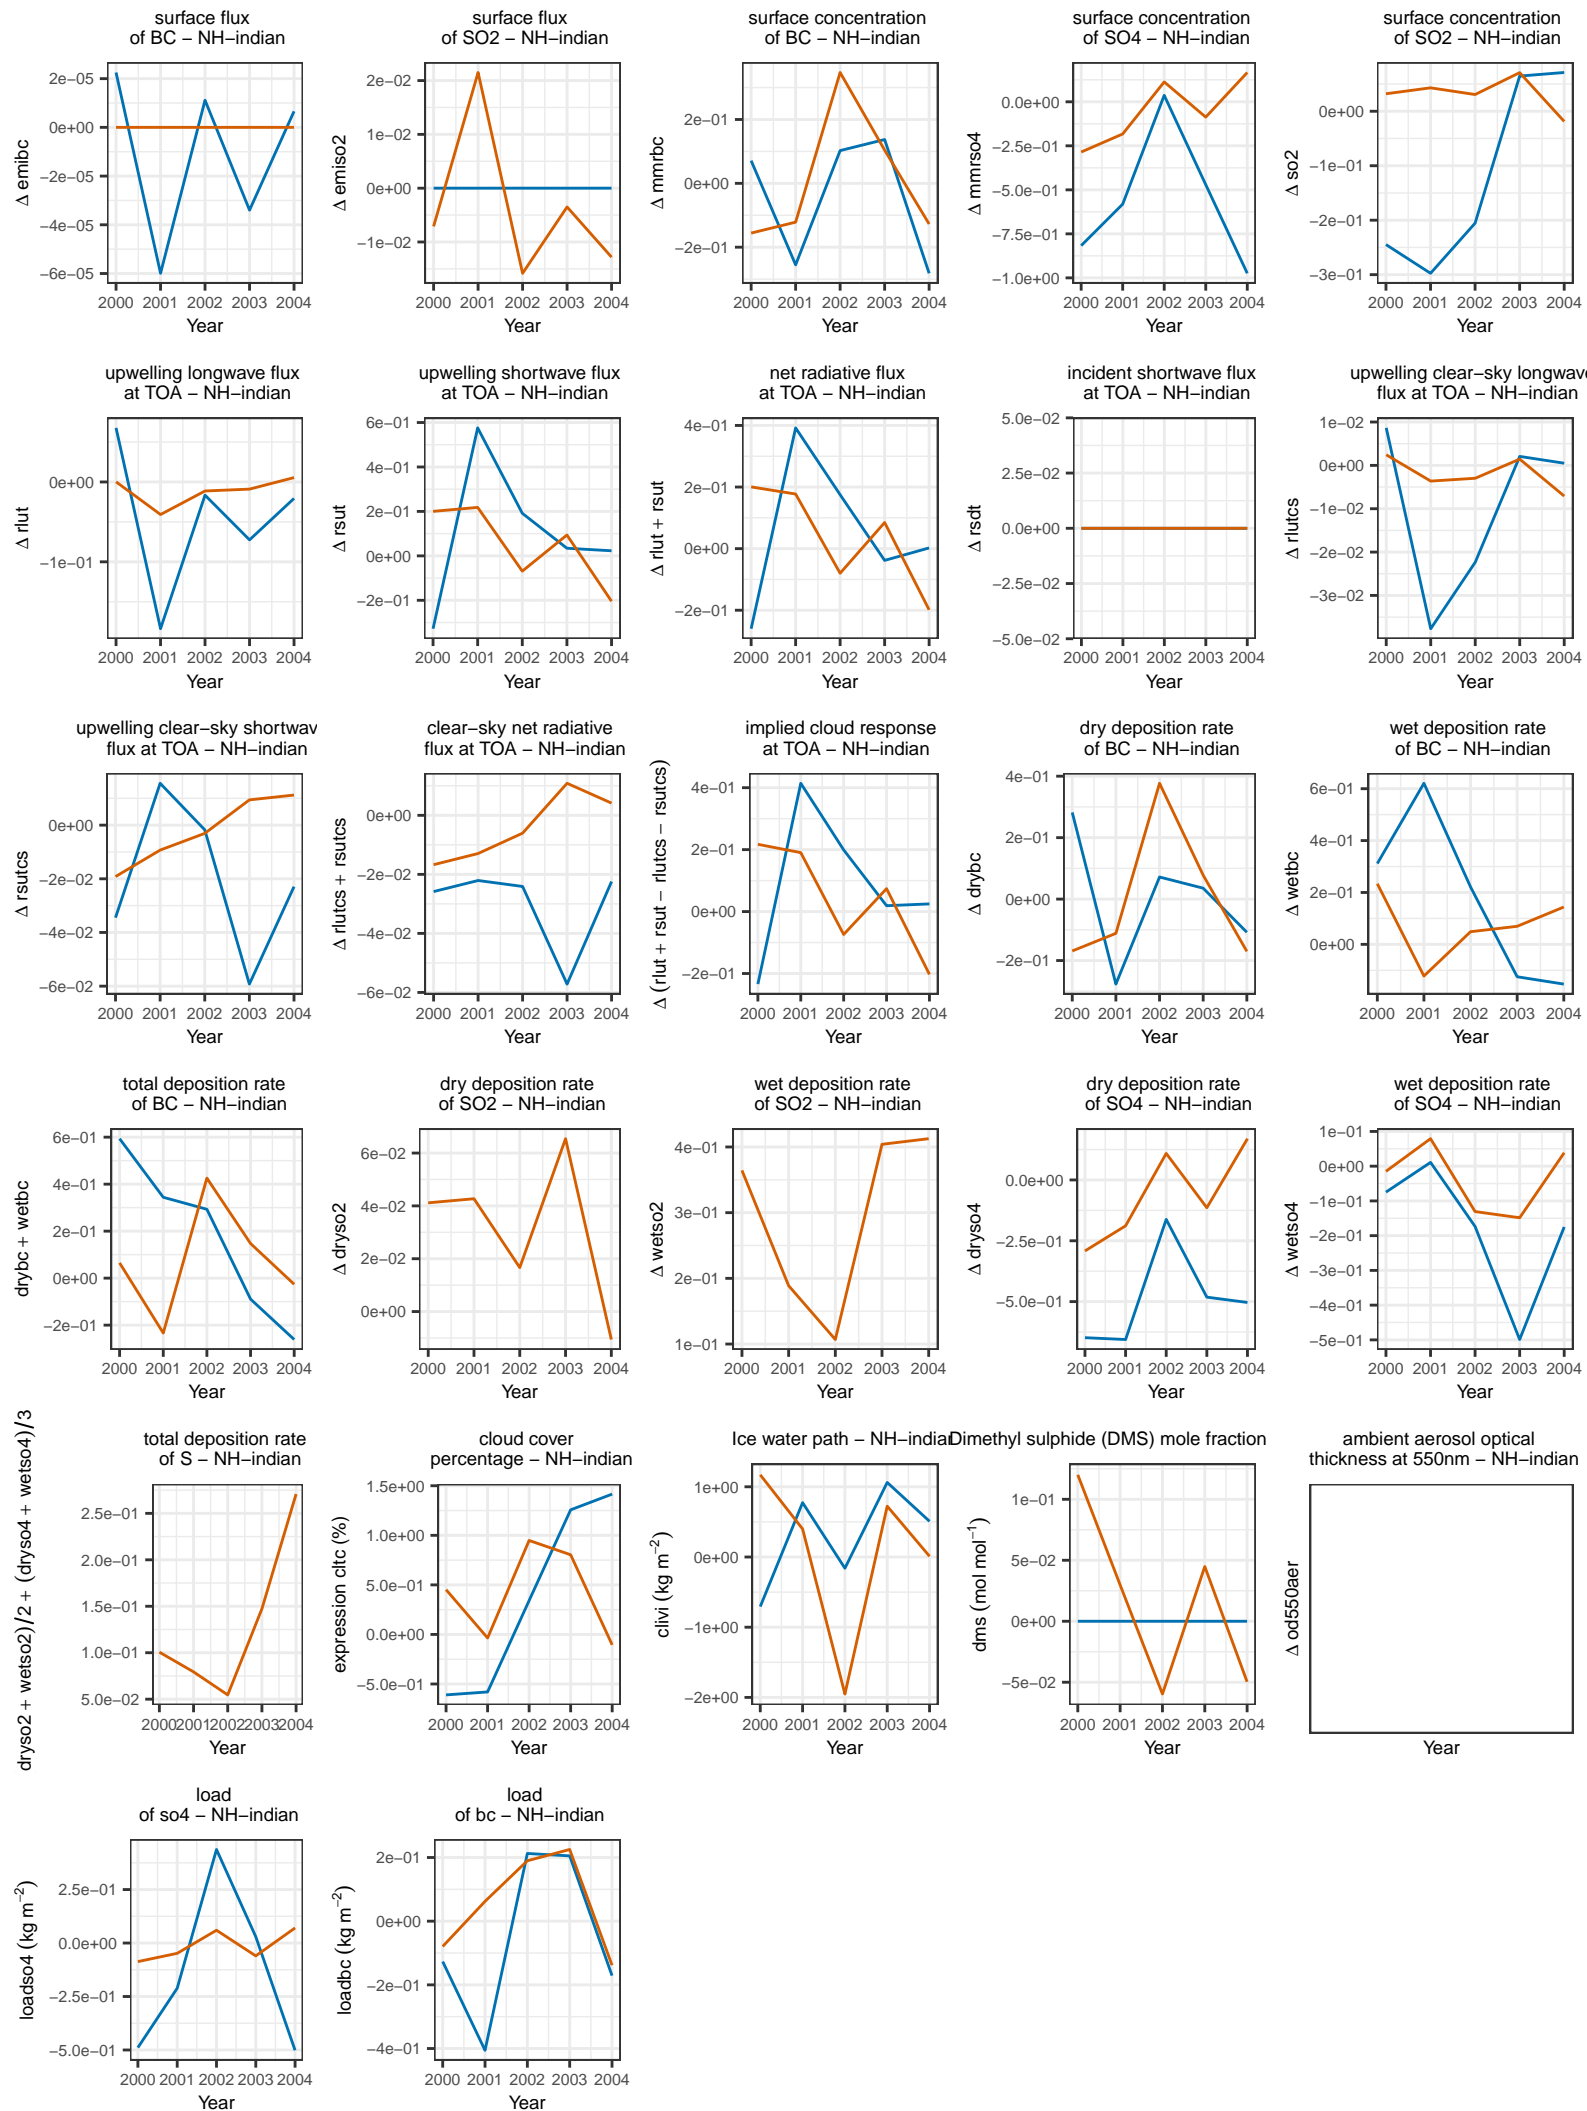 surface flux
of BC − NH−indian
2e−05
0e+00
−2e−05
−4e−05
−6e−05
Δ emibc
2000 2001 2002 2003 2004
Year
surface flux
of SO2 − NH−indian
2e−02
1e−02
0e+00
−1e−02
Δ emiso2
2000 2001 2002 2003 2004
Year
surface concentration
of BC − NH−indian
2e−01
0e+00
−2e−01
Δ mmrbc
2000 2001 2002 2003 2004
Year
surface concentration
of SO4 − NH−indian
0.0e+00
−2.5e−01
−5.0e−01
−7.5e−01
−1.0e+00
Δ mmrso4
2000 2001 2002 2003 2004
Year
surface concentration
of SO2 − NH−indian
0e+00
−1e−01
−2e−01
−3e−01
Δ so2
2000 2001 2002 2003 2004
Year
upwelling longwave flux
at TOA − NH−indian
0e+00
−1e−01
Δ rlut
2000 2001 2002 2003 2004
Year
upwelling shortwave flux
at TOA − NH−indian
6e−01
4e−01
2e−01
0e+00
−2e−01
Δ rsut
2000 2001 2002 2003 2004
Year
net radiative flux
at TOA − NH−indian
4e−01
2e−01
0e+00
−2e−01
Δ rlut + rsut
2000 2001 2002 2003 2004
Year
incident shortwave flux
at TOA − NH−indian
5.0e−02
2.5e−02
0.0e+00
−2.5e−02
−5.0e−02
Δ rsdt
2000 2001 2002 2003 2004
Year
upwelling clear−sky longwave
flux at TOA − NH−indian
1e−02
0e+00
−1e−02
−2e−02
−3e−02
Δ rlutcs
2000 2001 2002 2003 2004
Year
upwelling clear−sky shortwav
flux at TOA − NH−indian
0e+00
−2e−02
−4e−02
−6e−02
Δ rsutcs
2000 2001 2002 2003 2004
Year
clear−sky net radiative
flux at TOA − NH−indian
0e+00
−2e−02
−4e−02
−6e−02
Δ rlutcs + rsutcs
2000 2001 2002 2003 2004
Year
implied cloud response
at TOA − NH−indian
4e−01
2e−01
0e+00
−2e−01
Δ (rlut + rsut − rlutcs − rsutcs)
2000 2001 2002 2003 2004
Year
dry deposition rate
of BC − NH−indian
4e−01
2e−01
0e+00
−2e−01
Δ drybc
2000 2001 2002 2003 2004
Year
wet deposition rate
of BC − NH−indian
6e−01
4e−01
2e−01
0e+00
Δ wetbc
2000 2001 2002 2003 2004
Year
total deposition rate
of BC − NH−indian
6e−01
4e−01
2e−01
0e+00
−2e−01
drybc + wetbc
2000 2001 2002 2003 2004
Year
dry deposition rate
of SO2 − NH−indian
6e−02
4e−02
2e−02
0e+00
Δ dryso2
2000 2001 2002 2003 2004
Year
wet deposition rate
of SO2 − NH−indian
4e−01
3e−01
2e−01
1e−01
Δ wetso2
2000 2001 2002 2003 2004
Year
dry deposition rate
of SO4 − NH−indian
0.0e+00
−2.5e−01
−5.0e−01
Δ dryso4
2000 2001 2002 2003 2004
Year
wet deposition rate
of SO4 − NH−indian
1e−01
0e+00
−1e−01
−2e−01
−3e−01
−4e−01
−5e−01
Δ wetso4
2000 2001 2002 2003 2004
Year
total deposition rate
of S − NH−indian
2.5e−01
2.0e−01
1.5e−01
1.0e−01
5.0e−02
dryso2 + wetso2)/2 + (dryso4 + wetso4)/3
2000 2001 2002 2003 2004
Year
cloud cover
percentage − NH−indian
1.5e+00
1.0e+00
5.0e−01
0.0e+00
−5.0e−01
expression cltc (%)
2000 2001 2002 2003 2004
Year
Ice water path − NH−indian
1e+00
0e+00
−1e+00
−2e+00
clivi (kg m⁻²)
2000 2001 2002 2003 2004
Year
Dimethyl sulphide (DMS) mole fraction
1e−01
5e−02
0e+00
−5e−02
dms (mol mol⁻¹)
2000 2001 2002 2003 2004
Year
ambient aerosol optical
thickness at 550nm − NH−indian
Δ od550aer
Year
load
of so4 − NH−indian
2.5e−01
0.0e+00
−2.5e−01
−5.0e−01
loadso4 (kg m⁻²)
2000 2001 2002 2003 2004
Year
load
of bc − NH−indian
2e−01
0e+00
−2e−01
−4e−01
loadbc (kg m⁻²)
2000 2001 2002 2003 2004
Year